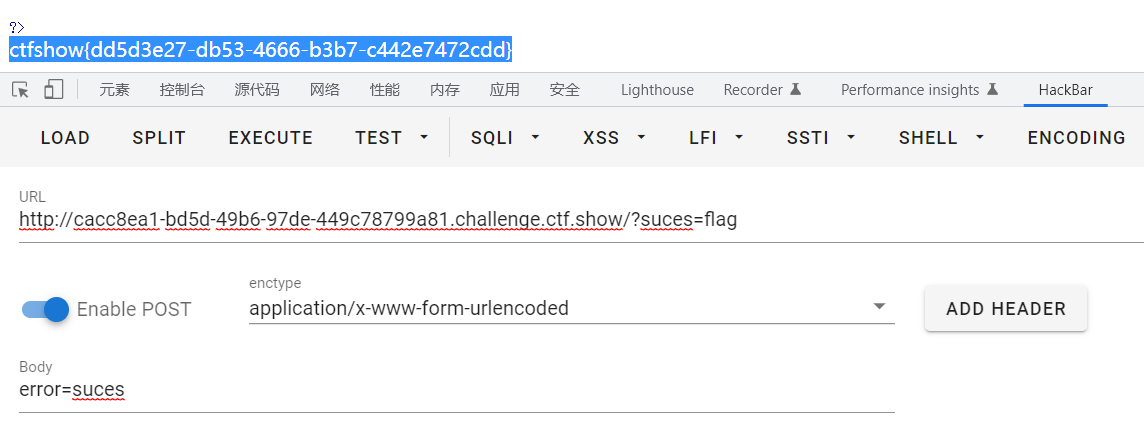 ?>
ctfshow{dd5d3e27-db53-4666-b3b7-c442e7472cdd}
元素 控制台 源代码 网络 性能 内存 应用 安全 Lighthouse Recorder Performance insights HackBar
LOAD SPLIT EXECUTE TEST SQLI XSS LFI SSTI SHELL ENCODING
URL
http://cacc8ea1-bd5d-49b6-97de-449c78799a81.challenge.ctf.show/?suces=flag
enctype
Enable POST application/x-www-form-urlencoded ADD HEADER
Body
error=suces